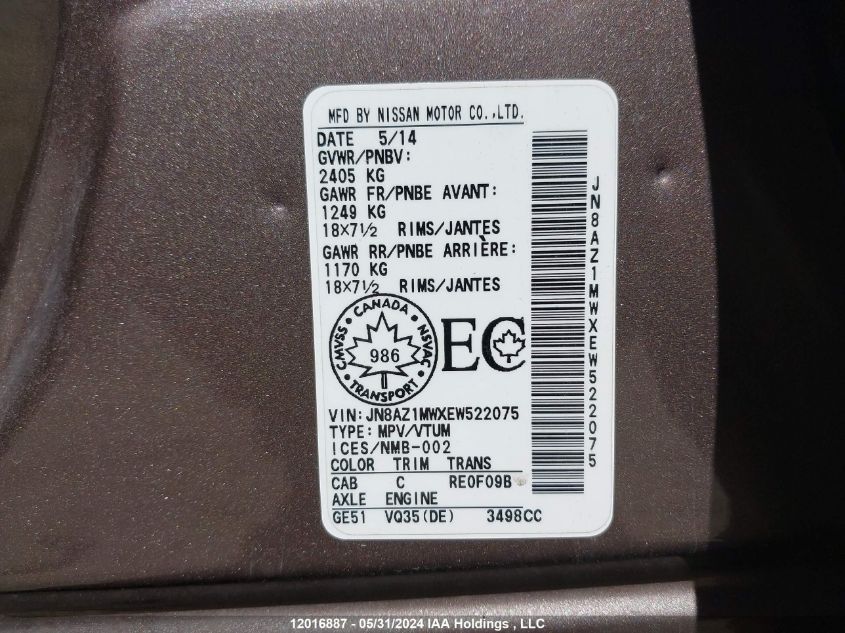 MFD BY NISSAN MOTOR CO.,LTD.
DATE 5/14
GVWR/PNBV:
2405 KG
GAWR FR/PNBE AVANT:
1249 KG
18×7½ RIMS/JANTES
GAWR RR/PNBE ARRIÈRE:
1170 KG
18×7½ RIMS/JANTES
CANADA
CMVSS • NSVAC
986
TRANSPORT
EC
VIN:JN8AZ1MWXEW522075
TYPE:MPV/VTUM
ICES/NMB-002
COLOR TRIM TRANS
CAB C RE0F09B
AXLE ENGINE
GE51 VQ35(DE) 3498CC
JN8AZ1MWXEW522075
12016887 - 05/31/2024 IAA Holdings , LLC